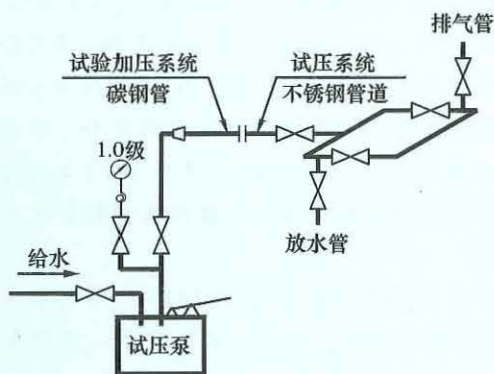 排气管
试验加压系统
碳钢管
试压系统
不锈钢管道
1.0级
放水管
给水
试压泵